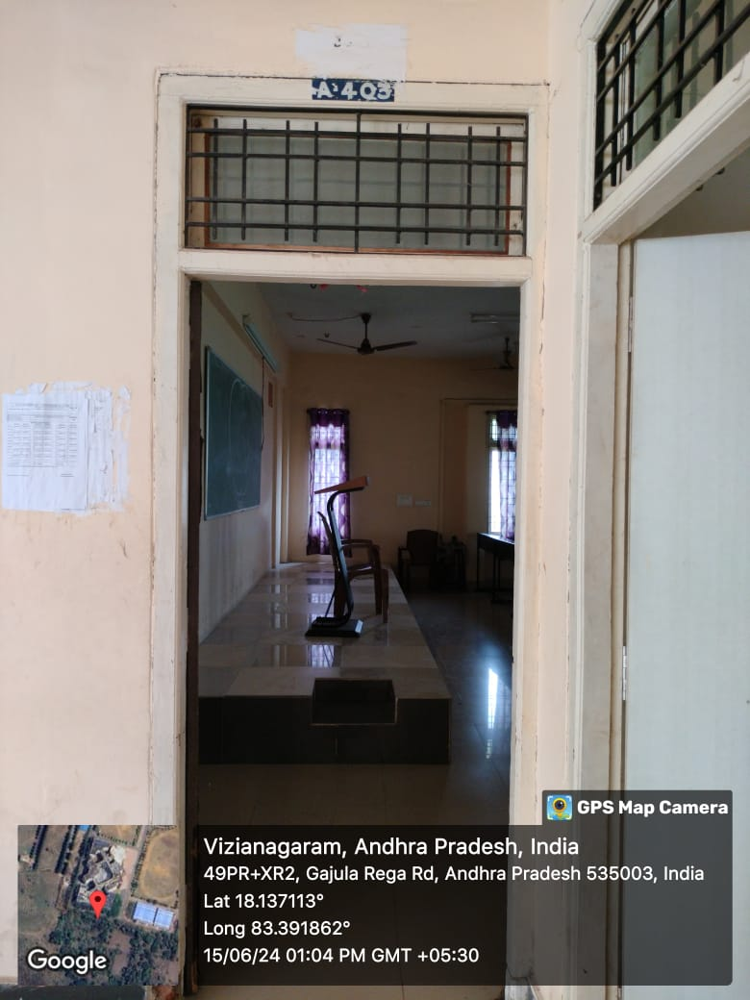 A-403
GPS Map Camera
Vizianagaram, Andhra Pradesh, India
49PR+XR2, Gajula Rega Rd, Andhra Pradesh 535003, India
Lat 18.137113°
Long 83.391862°
15/06/24 01:04 PM GMT +05:30
Google